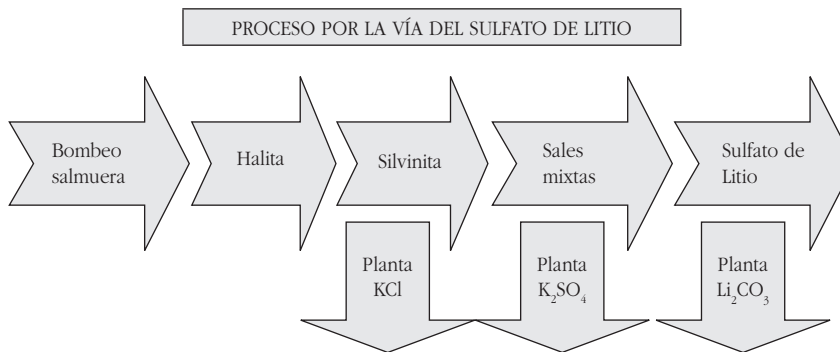 PROCESO POR LA VÍA DEL SULFATO DE LITIO
Bombeo
salmuera
Halita
Silvinita
Sales
mixtas
Sulfato de
Litio
Planta
KCl
Planta
K₂SO₄
Planta
Li₂CO₃